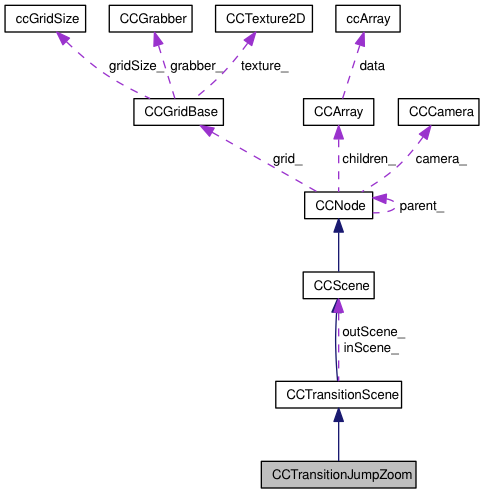 ccGridSize
CCGrabber
CCTexture2D
ccArray
gridSize_
grabber_
texture_
data
CCGridBase
CCArray
CCCamera
grid_
children_
camera_
CCNode
parent_
CCScene
outScene_
inScene_
CCTransitionScene
CCTransitionJumpZoom